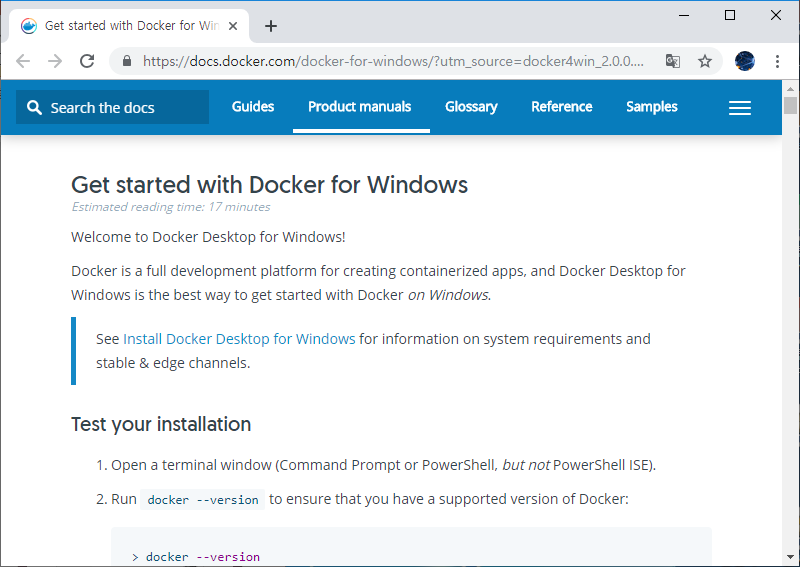 Get started with Docker for Win
https://docs.docker.com/docker-for-windows/?utm_source=docker4win_2.0.0....
Search the docs
Guides
Product manuals
Glossary
Reference
Samples
Get started with Docker for Windows
Estimated reading time: 17 minutes
Welcome to Docker Desktop for Windows!
Docker is a full development platform for creating containerized apps, and Docker Desktop for
Windows is the best way to get started with Docker on Windows.
See Install Docker Desktop for Windows for information on system requirements and
stable & edge channels.
Test your installation
1. Open a terminal window (Command Prompt or PowerShell, but not PowerShell ISE).
2. Run docker --version to ensure that you have a supported version of Docker:
> docker --version